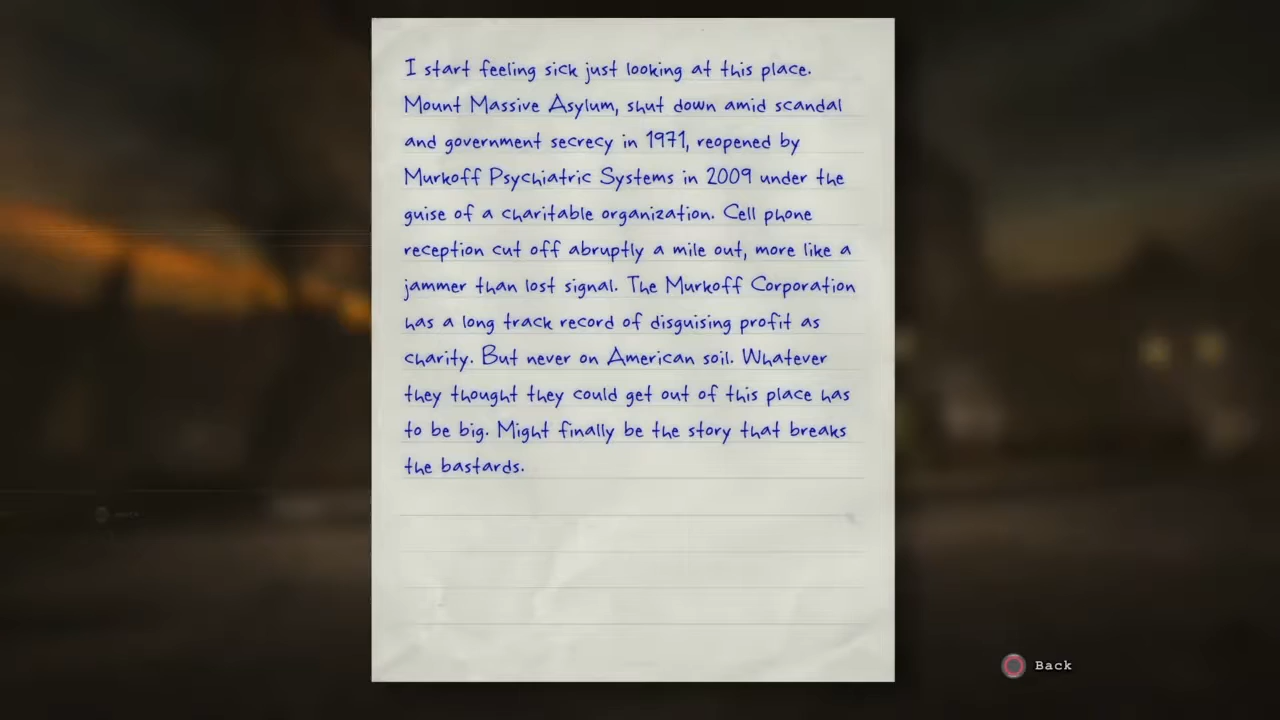 I start feeling sick just looking at this place.
Mount Massive Asylum, shut down amid scandal
and government secrecy in 1971, reopened by
Murkoff Psychiatric Systems in 2009 under the
guise of a charitable organization. Cell phone
reception cut off abruptly a mile out, more like a
jammer than lost signal. The Murkoff Corporation
has a long track record of disguising profit as
charity. But never on American soil. Whatever
they thought they could get out of this place has
to be big. Might finally be the story that breaks
the bastards.
Back